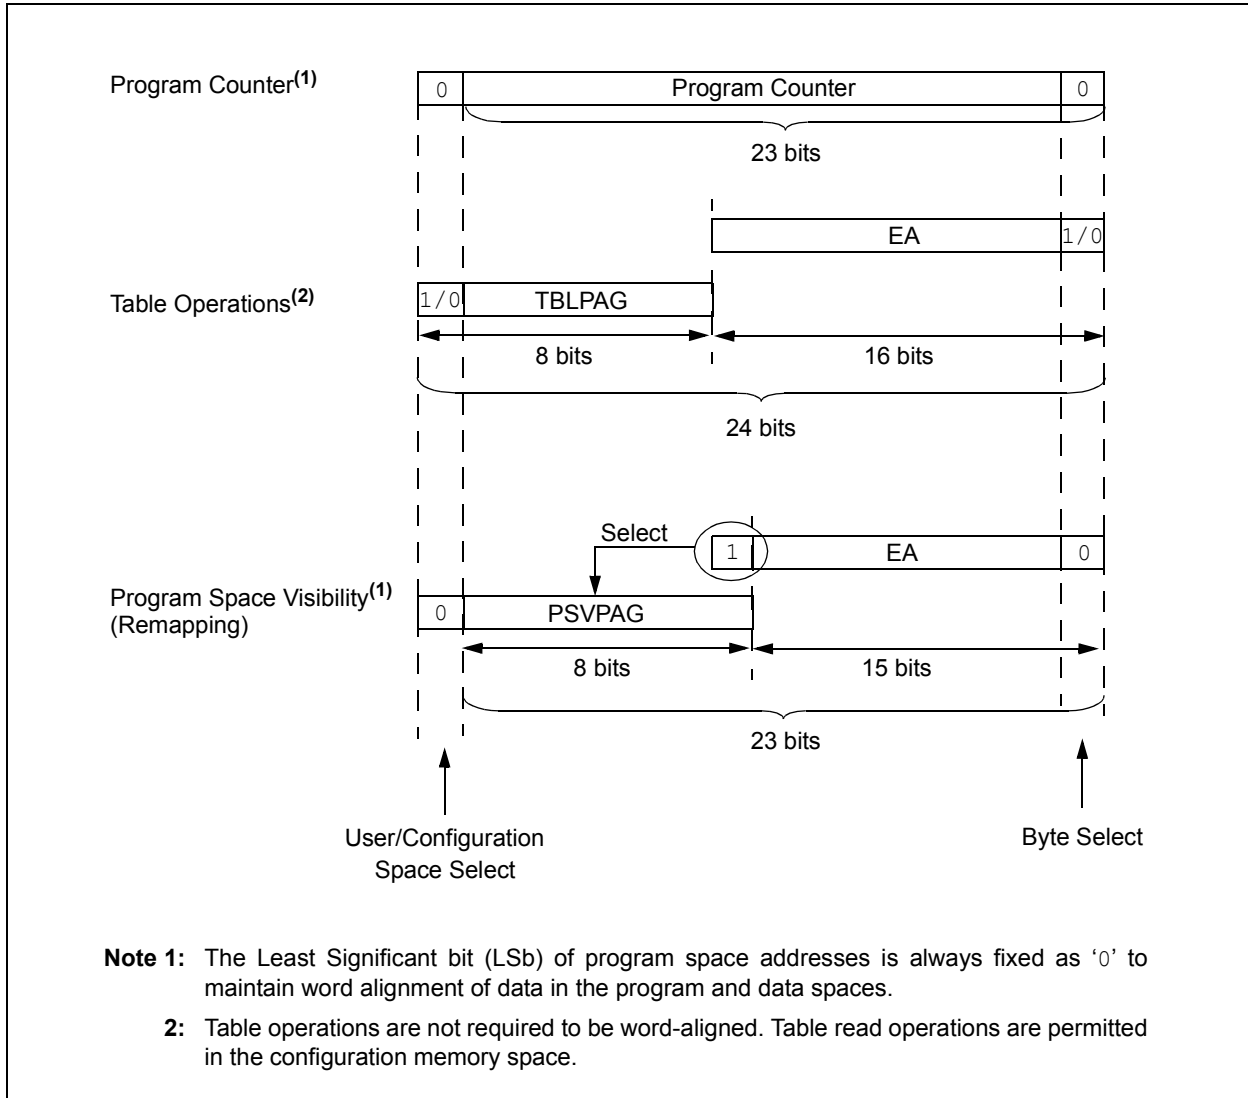 Program Counter(1)
0 Program Counter 0
23 bits
EA 1/0
Table Operations(2)
1/0 TBLPAG
8 bits 16 bits
24 bits
Select
1 EA 0
Program Space Visibility(1)
(Remapping)
0 PSVPAG
8 bits 15 bits
23 bits
User/Configuration
Space Select
Byte Select
Note 1: The Least Significant bit (LSb) of program space addresses is always fixed as ‘0’ to
maintain word alignment of data in the program and data spaces.
2: Table operations are not required to be word-aligned. Table read operations are permitted
in the configuration memory space.